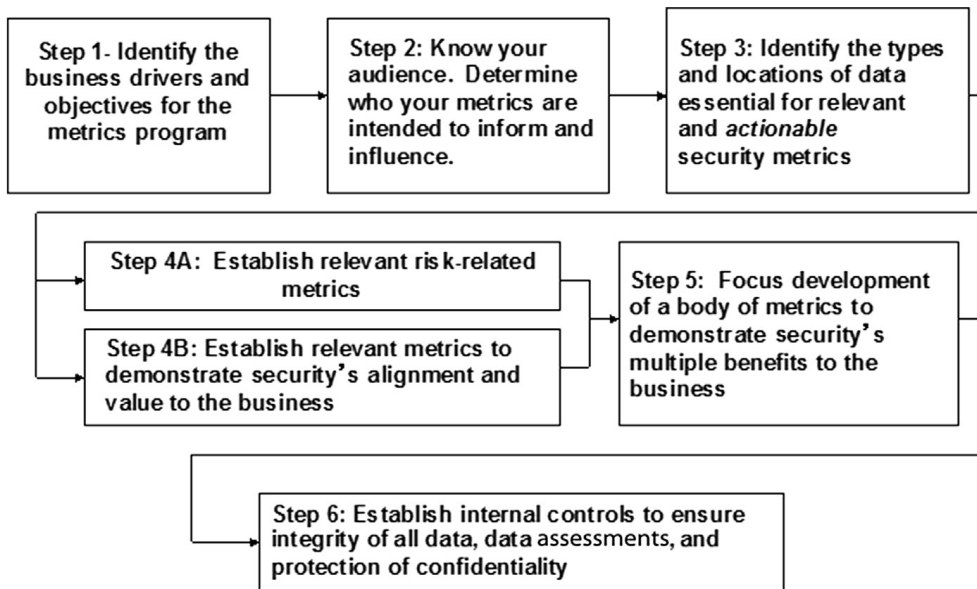 Step 1- Identify the
business drivers and
objectives for the
metrics program
Step 2: Know your
audience. Determine
who your metrics are
intended to inform and
influence.
Step 3: Identify the types
and locations of data
essential for relevant
and actionable
security metrics
Step 4A: Establish relevant risk-related
metrics
Step 4B: Establish relevant metrics to
demonstrate security’s alignment and
value to the business
Step 5: Focus development
of a body of metrics to
demonstrate security’s
multiple benefits to the
business
Step 6: Establish internal controls to ensure
integrity of all data, data assessments, and
protection of confidentiality